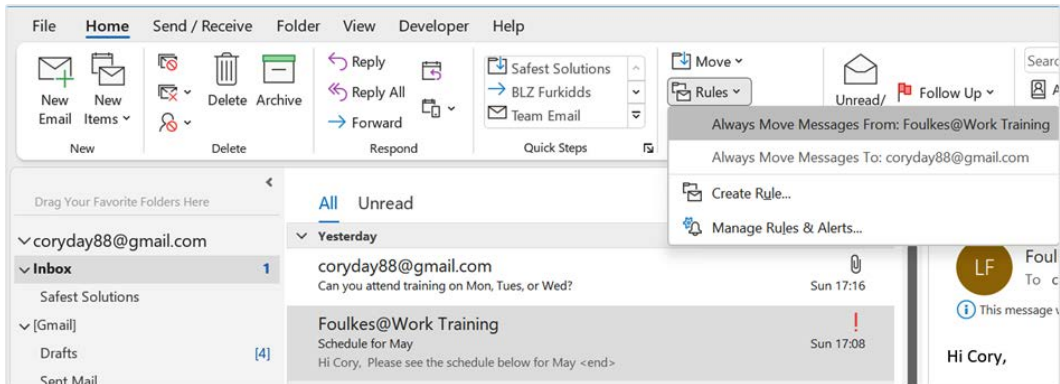 File Home Send / Receive Folder View Developer Help
New Email
New Items
Delete
Archive
Reply
Reply All
Forward
Safest Solutions
BLZ Furkidds
Team Email
Move
Rules
Unread/
Follow Up
New
Delete
Respond
Quick Steps
Always Move Messages From: Foulkes@Work Training
Always Move Messages To: coryday88@gmail.com
Create Rule...
Manage Rules & Alerts...
Drag Your Favorite Folders Here
coryday88@gmail.com
Inbox 1
Safest Solutions
[Gmail]
Drafts [4]
Sent Mail
All Unread
Yesterday
coryday88@gmail.com
Can you attend training on Mon, Tues, or Wed? Sun 17:16
Foulkes@Work Training
Schedule for May Sun 17:08
Hi Cory, Please see the schedule below for May <end>
LF
Foul
To c
This message
Hi Cory,